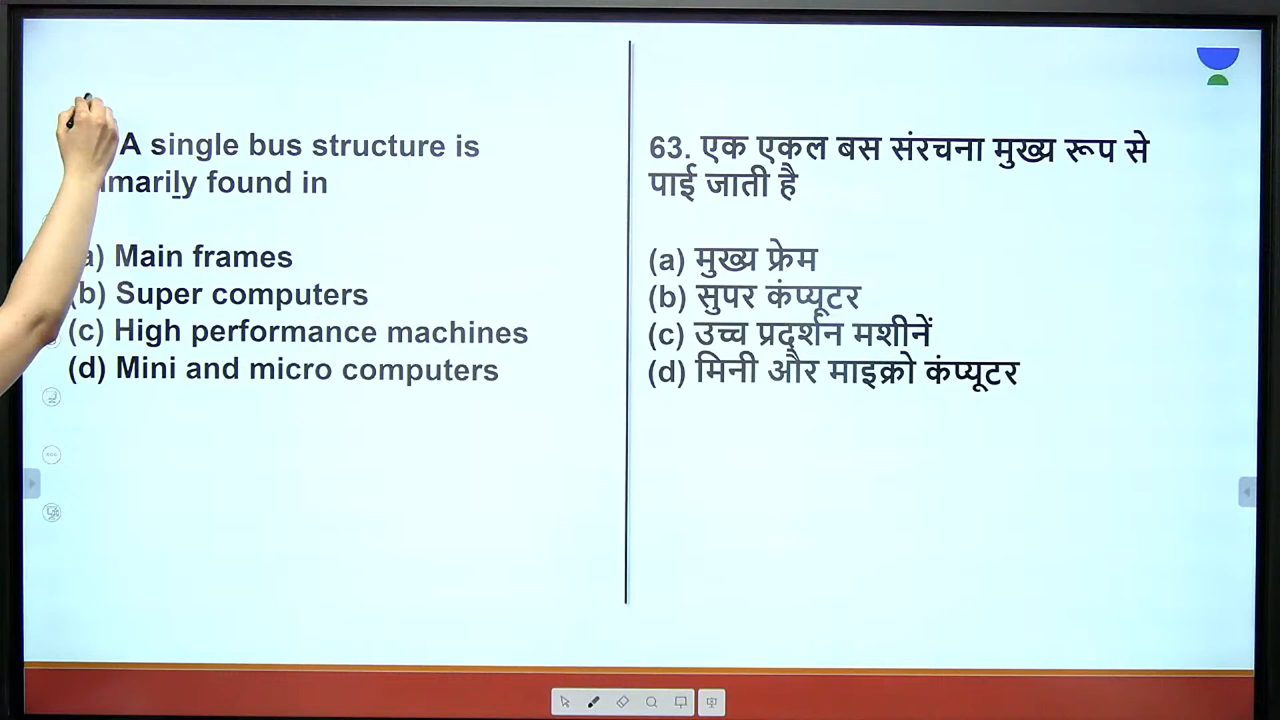 A single bus structure is
found in
(a) Main frames
(b) Super computers
(c) High performance machines
(d) Mini and micro computers
63. एक एकल बस संरचना मुख्य रूप से
पाई जाती है
(a) मुख्य फ्रेम
(b) सुपर कंप्यूटर
(c) उच्च प्रदर्शन मशीनें
(d) मिनी और माइक्रो कंप्यूटर